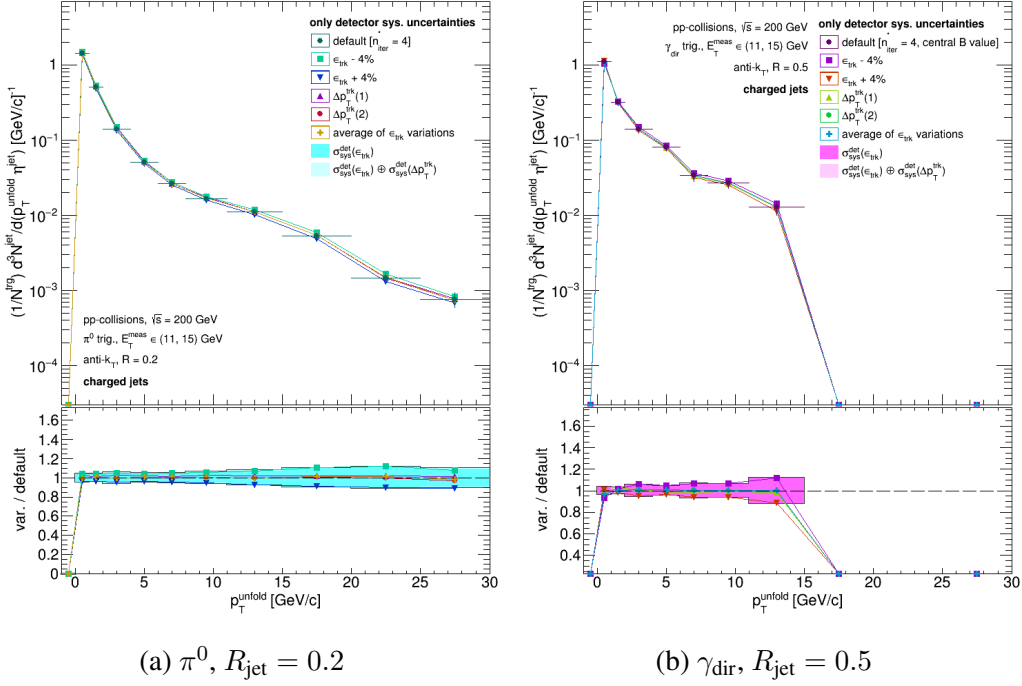 only detector sys. uncertainties
default [n*iter = 4]
ϵtrk - 4%
ϵtrk + 4%
ΔpTtrk(1)
ΔpTtrk(2)
average of ϵtrk variations
σsysdet(ϵtrk)
σsysdet(ϵtrk) ⊕ σsysdet(ΔpTtrk)
1
10−1
10−2
10−3
10−4
(1/Ntrg) d3Njet/d(pTunfold ηjet) [GeV/c]-1
pp-collisions, √s = 200 GeV
π0 trig., ETmeas ∈ (11, 15) GeV
anti-kT, R = 0.2
charged jets
1.6
1.4
1.2
1
0.8
0.6
0.4
0.2
0
var. / default
0 5 10 15 20 25 30
pTunfold [GeV/c]
pp-collisions, √s = 200 GeV
γdir trig., ETmeas ∈ (11, 15) GeV
anti-kT, R = 0.5
charged jets
only detector sys. uncertainties
default [n*iter = 4, central B value]
ϵtrk - 4%
ϵtrk + 4%
ΔpTtrk(1)
ΔpTtrk(2)
average of ϵtrk variations
σsysdet(ϵtrk)
σsysdet(ϵtrk) ⊕ σsysdet(ΔpTtrk)
1
10−1
10−2
10−3
10−4
(1/Ntrg) d3Njet/d(pTunfold ηjet) [GeV/c]-1
1.6
1.4
1.2
1
0.8
0.6
0.4
var. / default
0 5 10 15 20 25 30
pTunfold [GeV/c]
(a) π0, Rjet = 0.2
(b) γdir, Rjet = 0.5